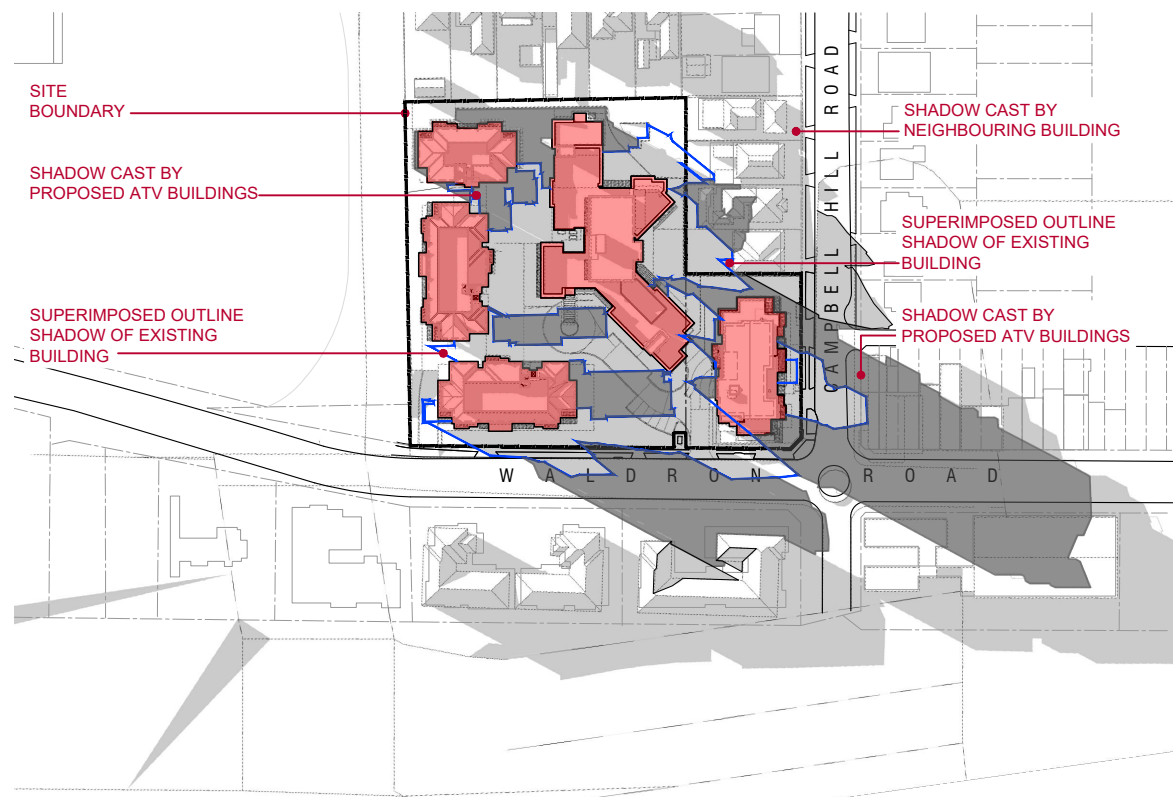 SITE
BOUNDARY
SHADOW CAST BY
PROPOSED ATV BUILDINGS
SUPERIMPOSED OUTLINE
SHADOW OF EXISTING
BUILDING
CAMPBELL HILL ROAD
SHADOW CAST BY
NEIGHBOURING BUILDING
SUPERIMPOSED OUTLINE
SHADOW OF EXISTING
BUILDING
SHADOW CAST BY
PROPOSED ATV BUILDINGS
WALDRON ROAD